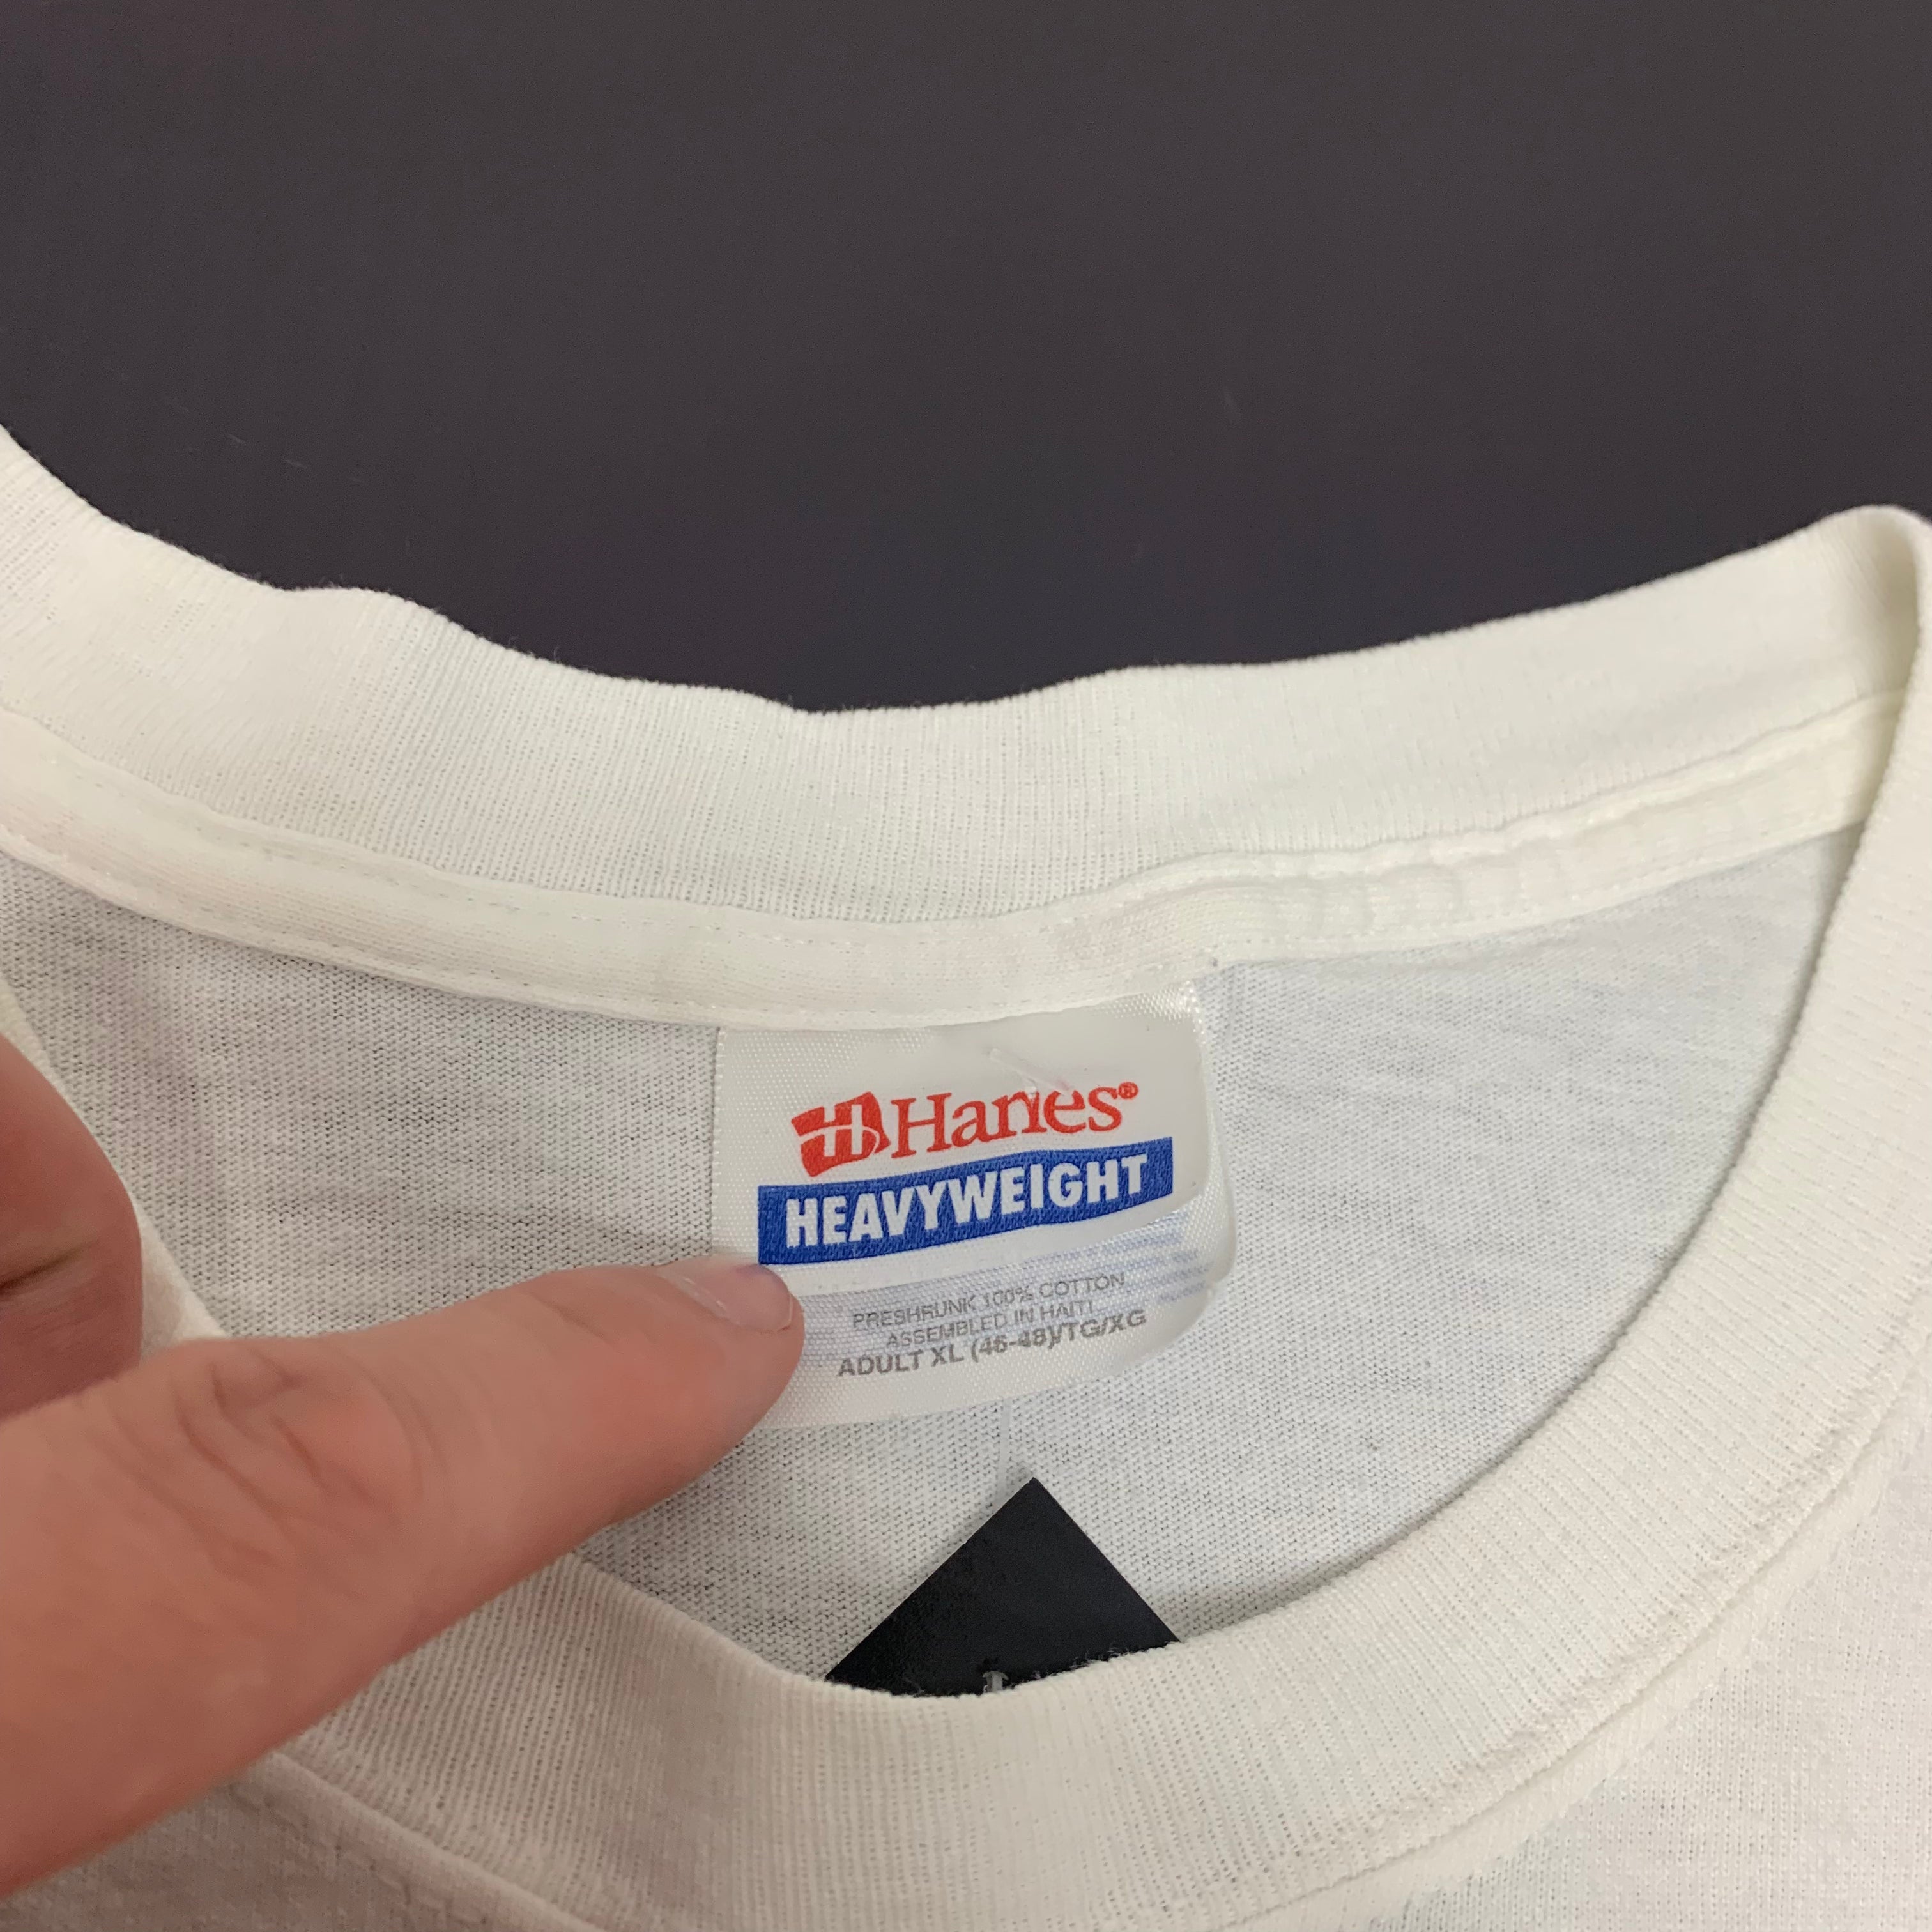 Hanes®
HEAVYWEIGHT
PRESHRUNK 100% COTTON
ASSEMBLED IN HAITI
ADULT XL (46-48)/TG/XG